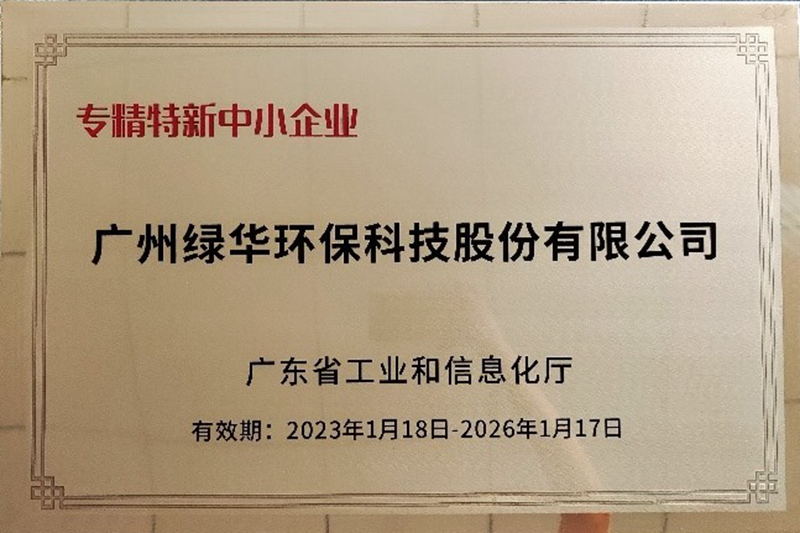 专精特新中小企业
广州绿华环保科技股份有限公司
广东省工业和信息化厅
有效期：2023年1月18日-2026年1月17日